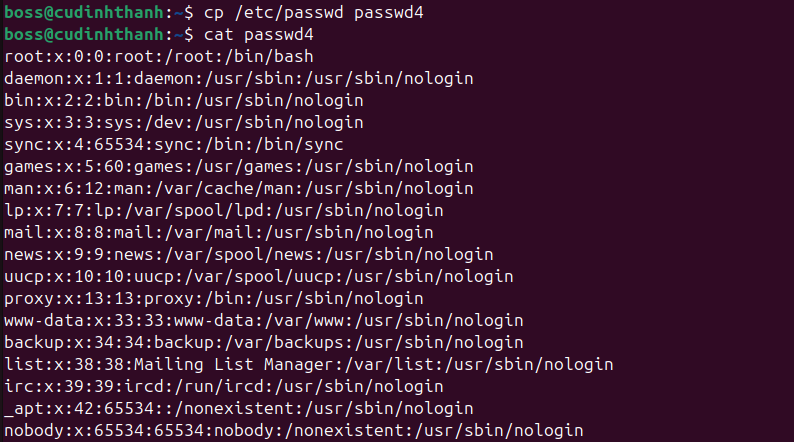 boss@cudinhthanh:~$ cp /etc/passwd passwd4
boss@cudinhthanh:~$ cat passwd4
root:x:0:0:root:/root:/bin/bash
daemon:x:1:1:daemon:/usr/sbin:/usr/sbin/nologin
bin:x:2:2:bin:/bin:/usr/sbin/nologin
sys:x:3:3:sys:/dev:/usr/sbin/nologin
sync:x:4:65534:sync:/bin:/bin/sync
games:x:5:60:games:/usr/games:/usr/sbin/nologin
man:x:6:12:man:/var/cache/man:/usr/sbin/nologin
lp:x:7:7:lp:/var/spool/lpd:/usr/sbin/nologin
mail:x:8:8:mail:/var/mail:/usr/sbin/nologin
news:x:9:9:news:/var/spool/news:/usr/sbin/nologin
uucp:x:10:10:uucp:/var/spool/uucp:/usr/sbin/nologin
proxy:x:13:13:proxy:/bin:/usr/sbin/nologin
www-data:x:33:33:www-data:/var/www:/usr/sbin/nologin
backup:x:34:34:backup:/var/backups:/usr/sbin/nologin
list:x:38:38:Mailing List Manager:/var/list:/usr/sbin/nologin
irc:x:39:39:ircd:/run/ircd:/usr/sbin/nologin
_apt:x:42:65534::/nonexistent:/usr/sbin/nologin
nobody:x:65534:65534:nobody:/nonexistent:/usr/sbin/nologin